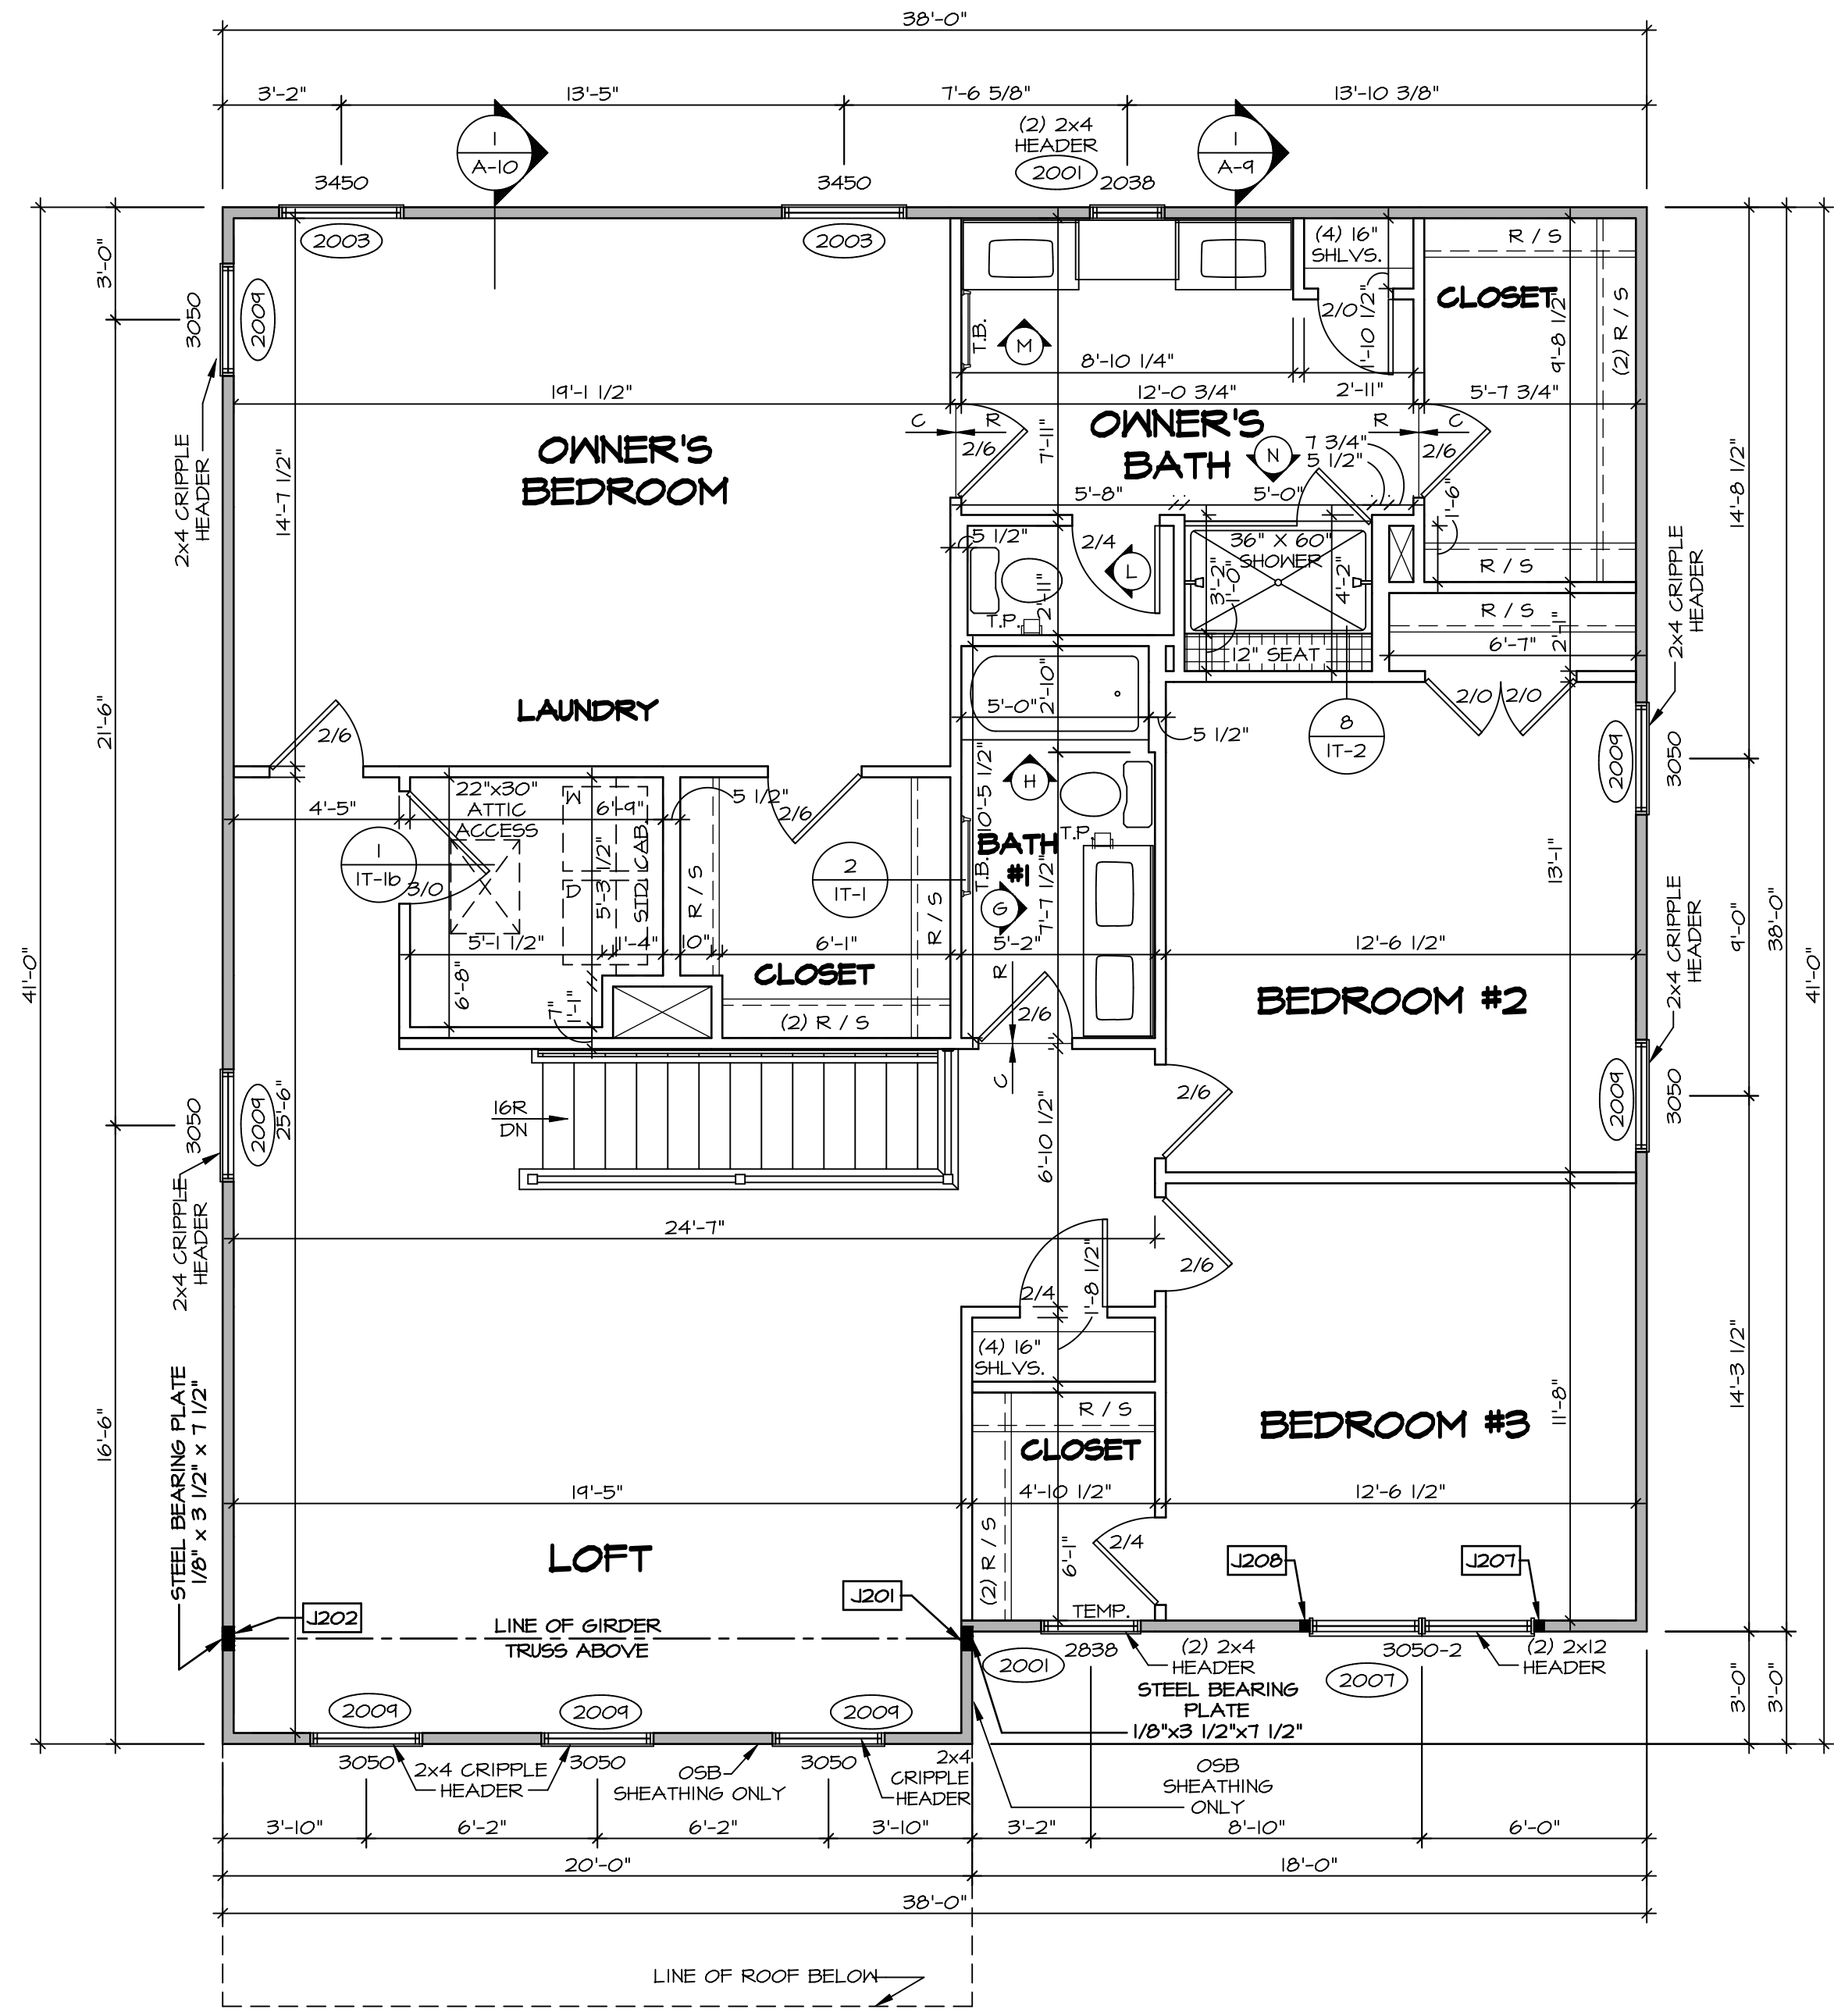 38'-0"
3'-2"
13'-5"
7'-6 5/8"
13'-10 3/8"
(2) 2x4
HEADER
1
A-10
1
A-9
3450
3450
2001
2038
2003
2003
(4) 16"
SHLVS.
R / S
CLOSET
(2) R / S
9'-8 1/2"
2/0
1'-10 1/2"
3'-0"
3050
2009
T.B.
M
8'-10 1/4"
19'-1 1/2"
12'-0 3/4"
2'-11"
5'-7 3/4"
C
R
2/6
R
C
2/6
OWNER'S
BEDROOM
OWNER'S
BATH
7'-11"
N
7 3/4"
5 1/2"
2x4 CRIPPLE
HEADER
14'-7 1/2"
14'-8 1/2"
5'-8"
5'-0"
1'-6"
5 1/2"
2/4
L
36" X 60"
SHOWER
3'-2"
1'-0"
4'-2"
R / S
2'-11"
T.P.
12" SEAT
R / S
6'-7"
2'-1"
2x4 CRIPPLE
HEADER
21'-6"
LAUNDRY
2/6
2'-10"
5'-0"
5 1/2"
8
IT-2
2/0
2/0
3050
2009
4'-5"
22"x30"
ATTIC
ACCESS
W
6'-9"
5 1/2"
2/6
10'-5 1/2"
H
1
IT-1b
3/0
D
5'-3 1/2"
SID CAB.
R / S
2
IT-1
R / S
T.B.
BATH
#1
T.P.
G
7'-7 1/2"
13'-1"
9'-0"
38'-0"
41'-0"
2x4 CRIPPLE
HEADER
41'-0"
5'-1 1/2"
1'-4"
10"
6'-1"
5'-2"
12'-6 1/2"
6'-8"
7"
1'-1"
CLOSET
(2) R / S
R
C
2/6
BEDROOM #2
25'-6"
3050
2009
16R
DN
6'-10 1/2"
2/6
2009
3050
2x4 CRIPPLE
HEADER
24'-7"
2/6
2/4
1'-8 1/2"
(4) 16"
SHLVS.
14'-3 1/2"
STEEL BEARING PLATE
1/8" x 3 1/2" x 7 1/2"
16'-6"
R / S
CLOSET
BEDROOM #3
11'-8"
19'-5"
4'-10 1/2"
12'-6 1/2"
LOFT
(2) R / S
6'-1"
2/4
J208
J207
J202
J201
LINE OF GIRDER
TRUSS ABOVE
TEMP.
2001
2838
(2) 2x4
HEADER
3050-2
2007
(2) 2x12
HEADER
STEEL BEARING
PLATE
1/8"x3 1/2"x7 1/2"
3'-0"
3'-0"
2009
2009
2009
3050
2x4 CRIPPLE
HEADER
3050
OSB
SHEATHING ONLY
3050
2x4
CRIPPLE
HEADER
OSB
SHEATHING
ONLY
3'-10"
6'-2"
6'-2"
3'-10"
3'-2"
8'-10"
6'-0"
20'-0"
18'-0"
38'-0"
LINE OF ROOF BELOW